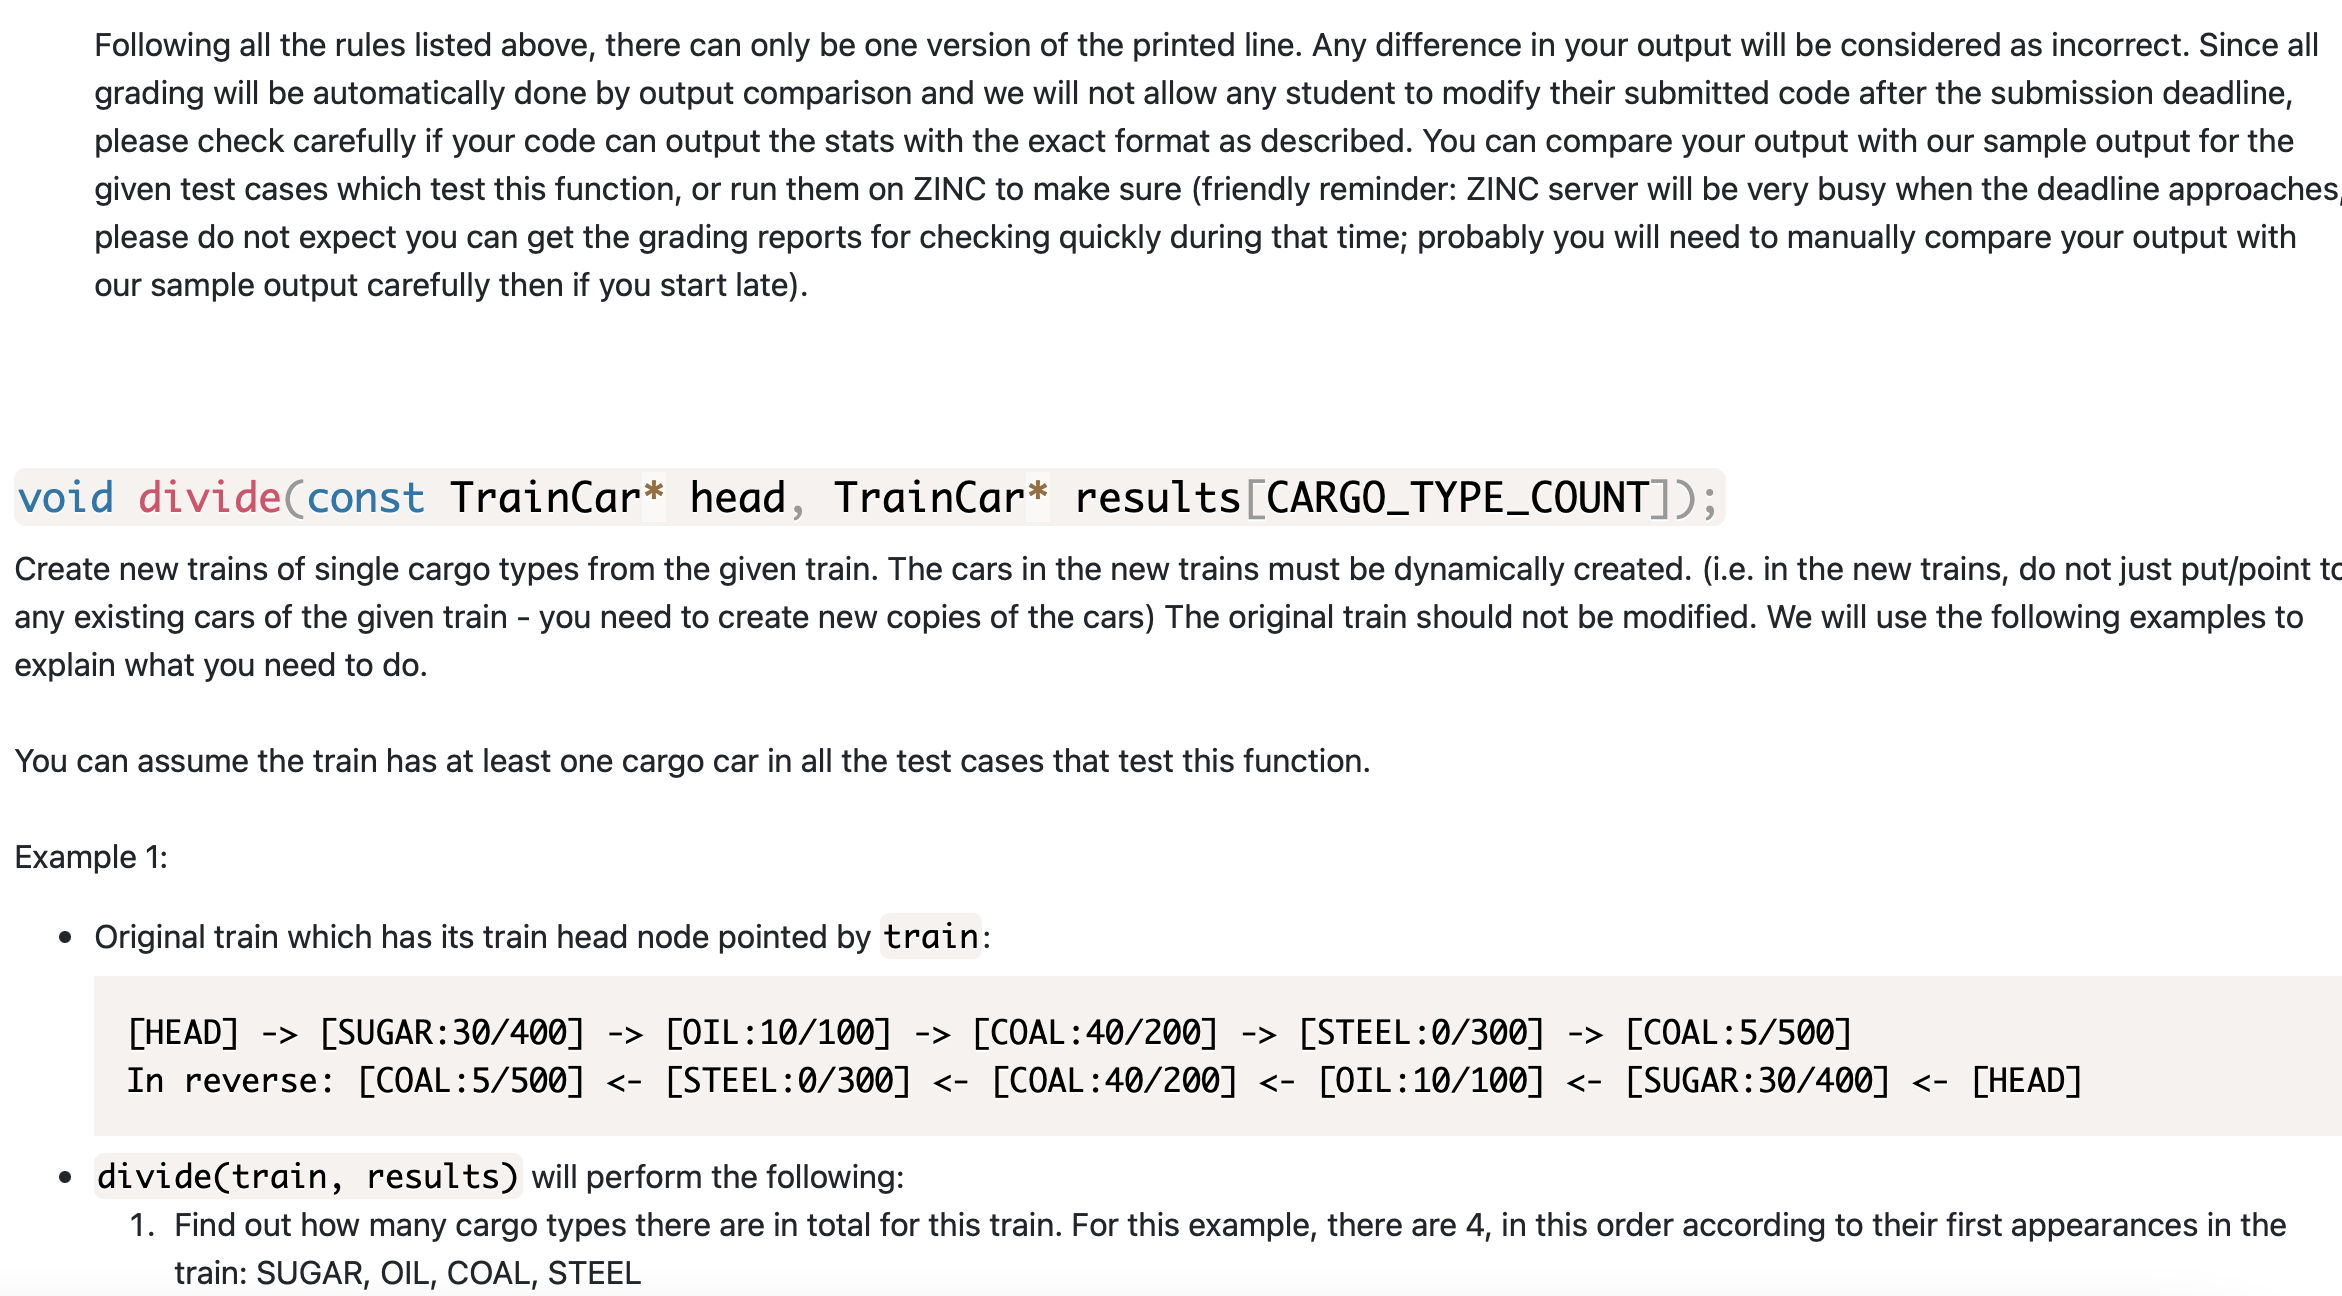 Following all the rules listed above, there can only be one version of the printed line. Any difference in your output will be considered as incorrect. Since all
grading will be automatically done by output comparison and we will not allow any student to modify their submitted code after the submission deadline,
please check carefully if your code can output the stats with the exact format as described. You can compare your output with our sample output for the
given test cases which test this function, or run them on ZINC to make sure (friendly reminder: ZINC server will be very busy when the deadline approaches,
please do not expect you can get the grading reports for checking quickly during that time; probably you will need to manually compare your output with
our sample output carefully then if you start late).
void divide(const TrainCar* head, TrainCar* results[CARGO_TYPE_COUNT]);
Create new trains of single cargo types from the given train. The cars in the new trains must be dynamically created. (i.e. in the new trains, do not just put/point to
any existing cars of the given train - you need to create new copies of the cars) The original train should not be modified. We will use the following examples to
explain what you need to do.
You can assume the train has at least one cargo car in all the test cases that test this function.
Example 1:
• Original train which has its train head node pointed by train:
[HEAD] -> [SUGAR:30/400] -> [OIL:10/100] -> [COAL:40/200] -> [STEEL:0/300] -> [COAL:5/500]
In reverse: [COAL:5/500] <- [STEEL:0/300] <- [COAL:40/200] <- [OIL:10/100] <- [SUGAR:30/400] <- [HEAD]
• divide(train, results) will perform the following:
1. Find out how many cargo types there are in total for this train. For this example, there are 4, in this order according to their first appearances in the
train: SUGAR, OIL, COAL, STEEL